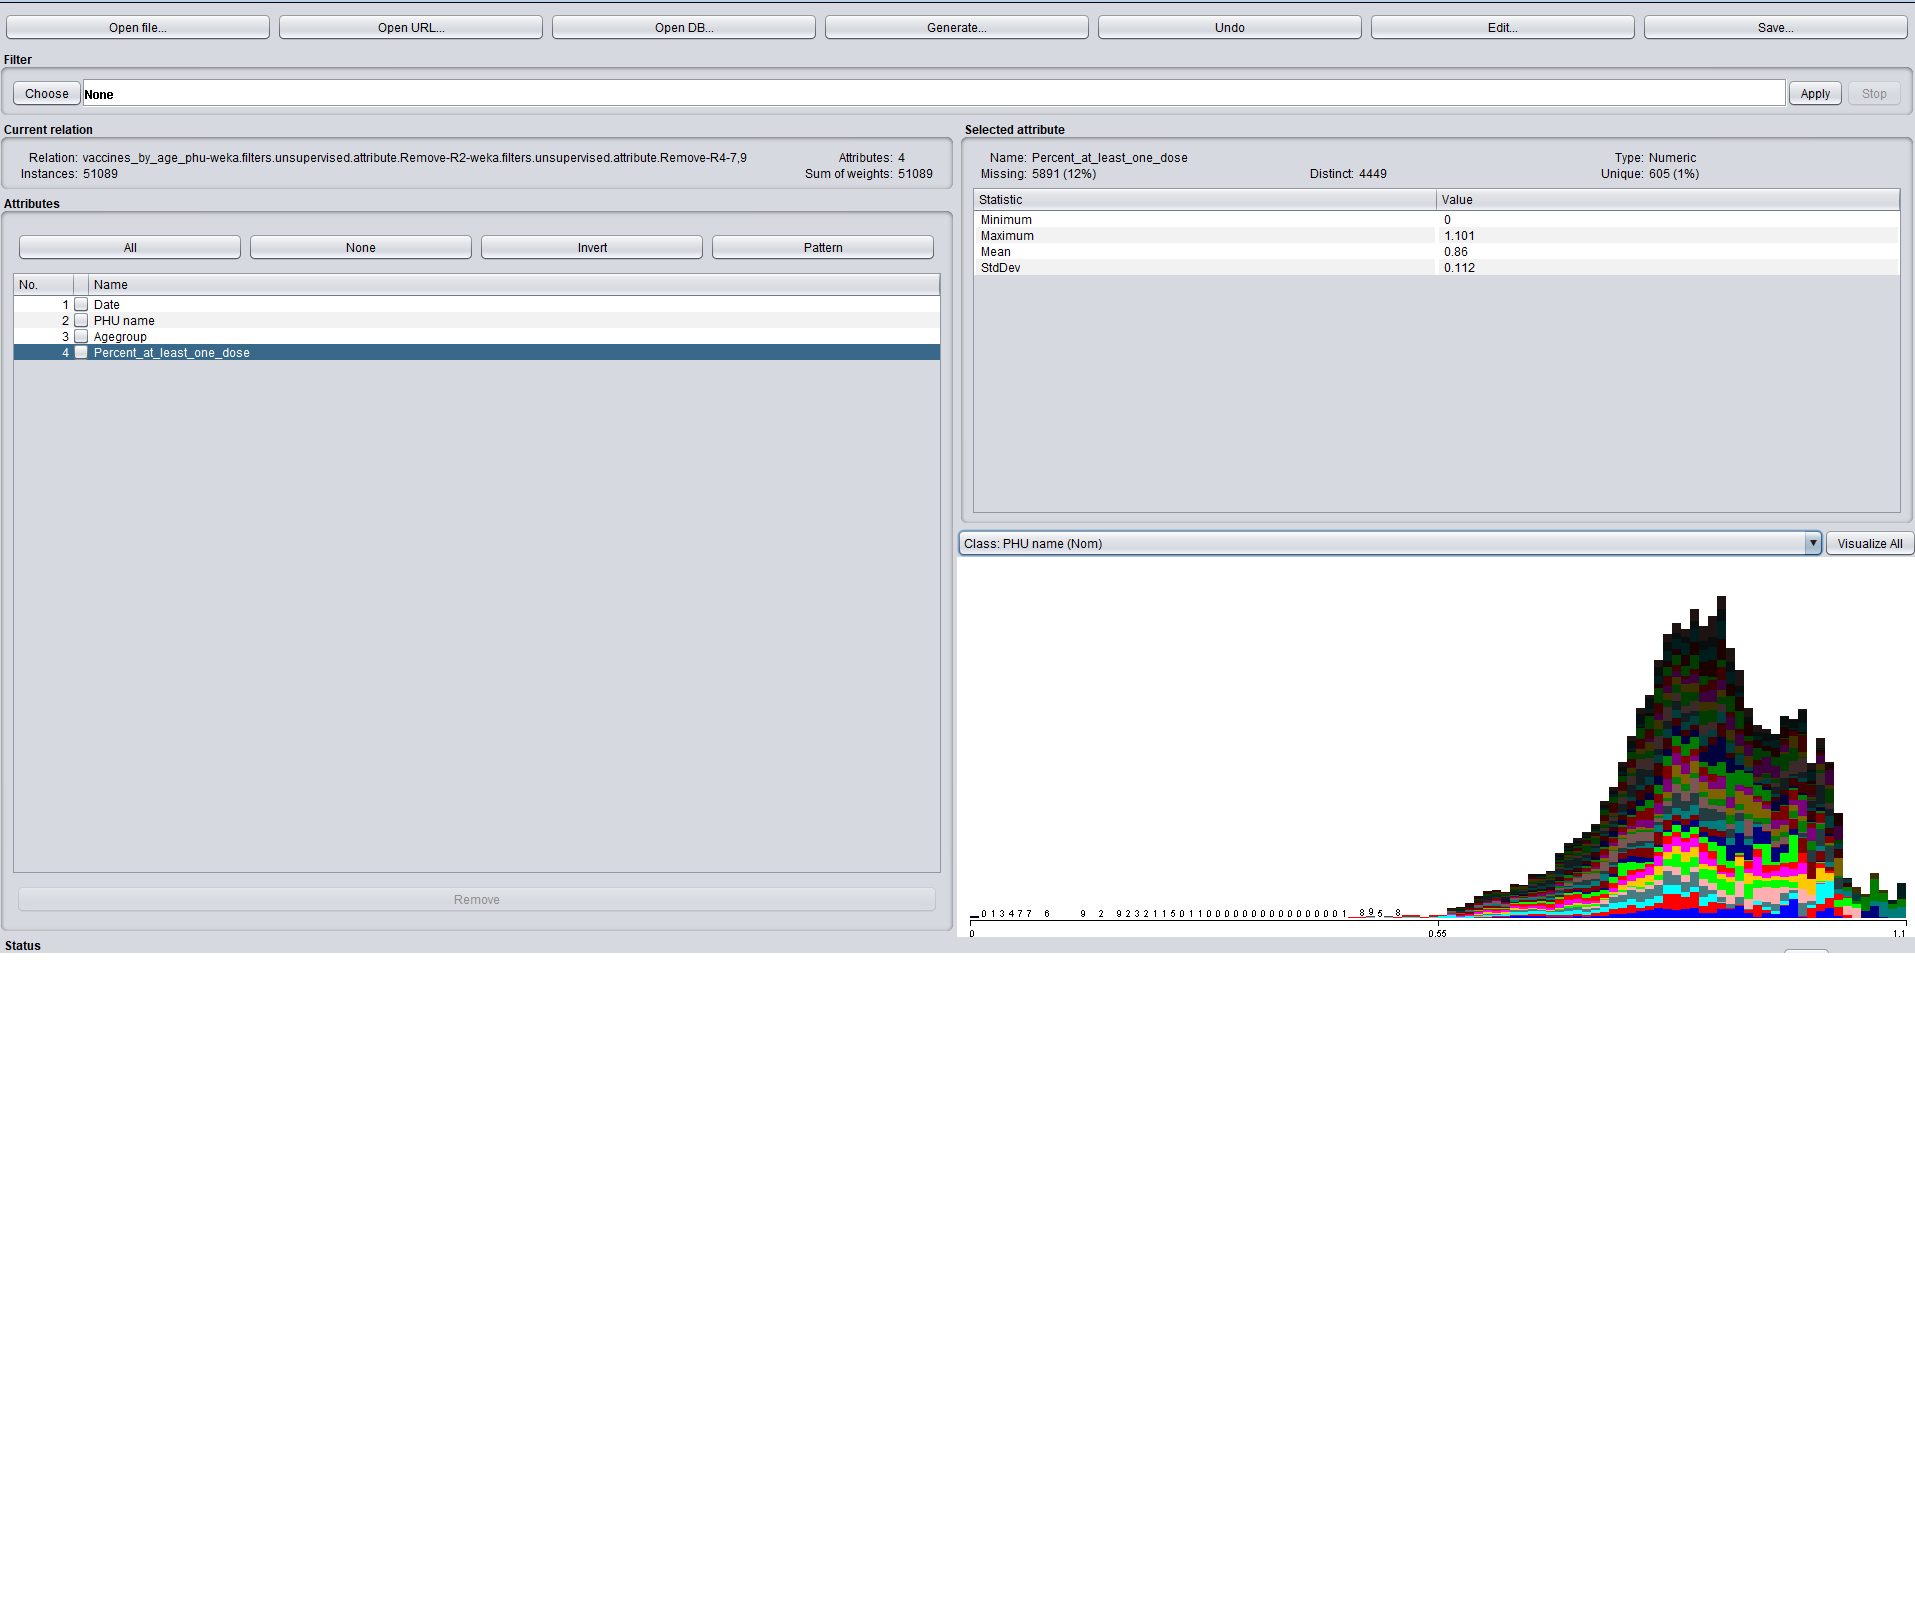 Open file... Open URL... Open DB... Generate... Undo Edit... Save...
Filter
Choose None Apply Stop
Current relation
Relation: vaccines_by_age_phu-weka.filters.unsupervised.attribute.Remove-R2-weka.filters.unsupervised.attribute.Remove-R4-7,9 Attributes: 4
Instances: 51089 Sum of weights: 51089
Attributes
All None Invert Pattern
No. Name
1 Date
2 PHU name
3 Agegroup
4 Percent_at_least_one_dose
Remove
Selected attribute
Name: Percent_at_least_one_dose Type: Numeric
Missing: 5891 (12%) Distinct: 4449 Unique: 605 (1%)
Statistic Value
Minimum 0
Maximum 1.101
Mean 0.86
StdDev 0.112
Class: PHU name (Nom) Visualize All
0 1 3 4 7 7 6 9 2 9 2 3 2 1 1 5 0 1 1 0 0 0 0 0 0 0 0 0 0 0 0 0 0 0 0 1 8 9 5 8
0 0.55 1.1
Status